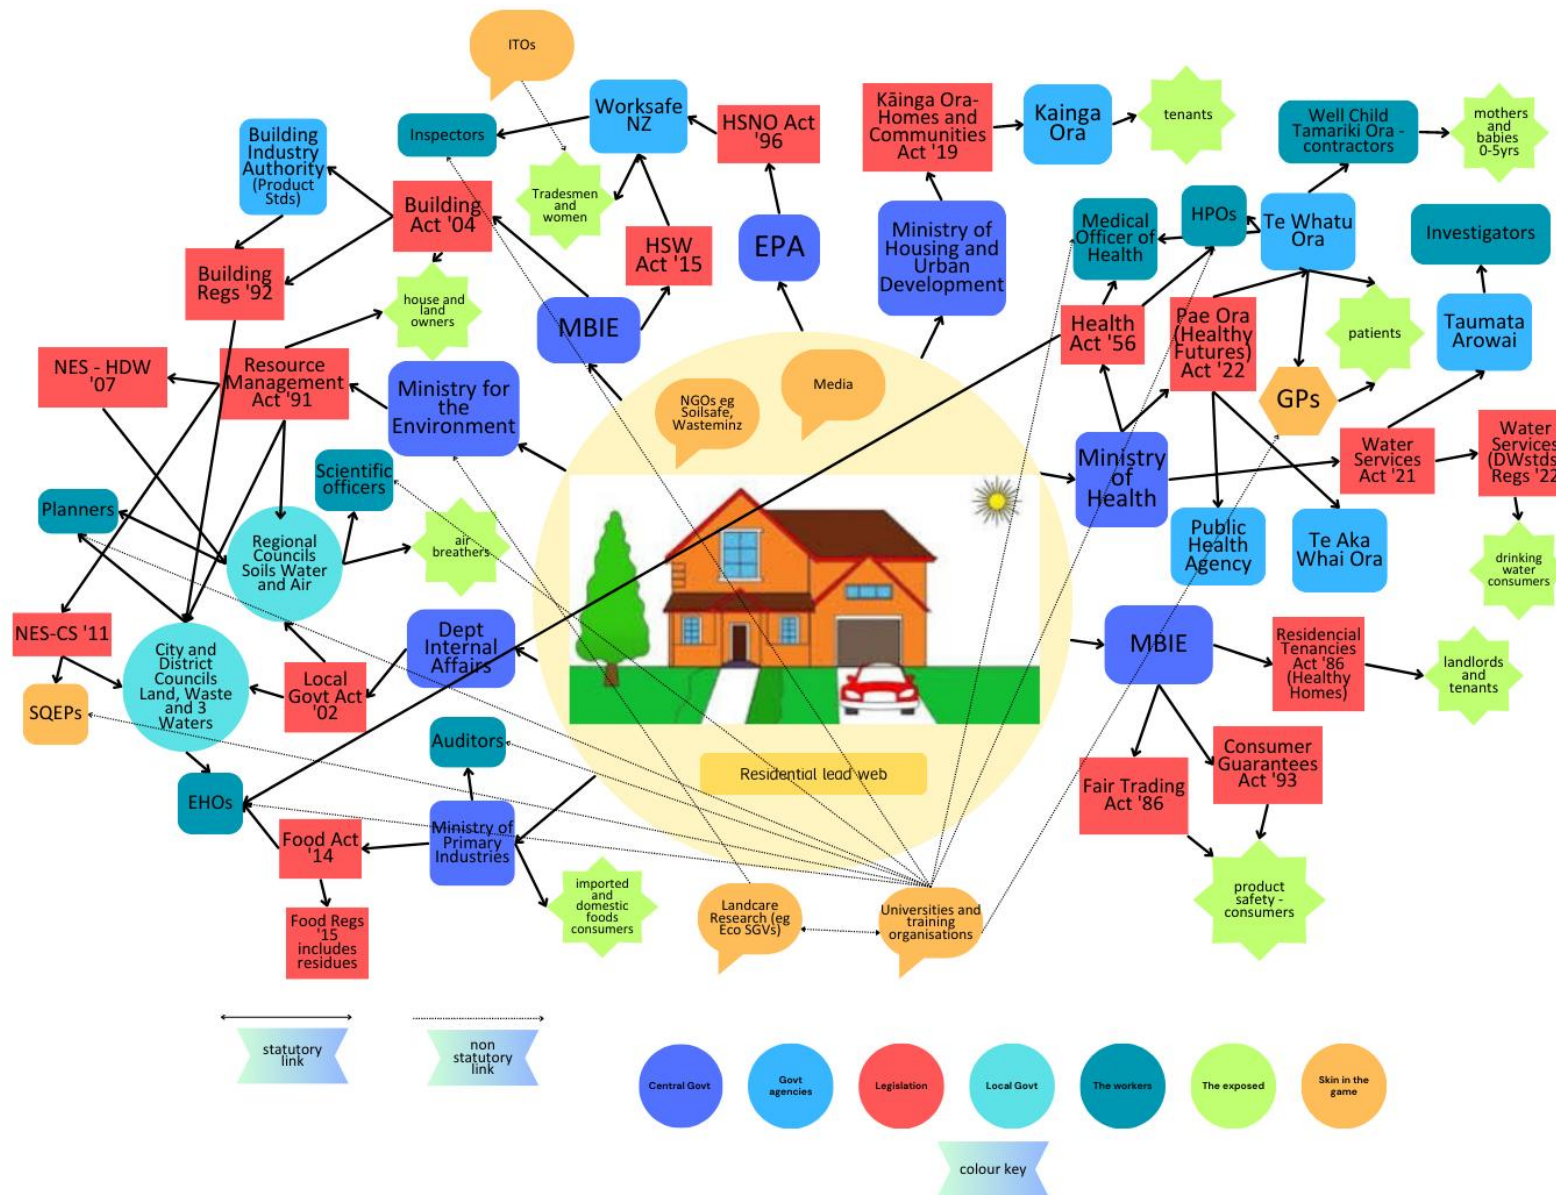 ITOs
Building
Industry
Authority
(Product
Stds)
Inspectors
Worksafe
NZ
HSNO Act
'96
Kāinga Ora-
Homes and
Communities
Act '19
Kainga
Ora
tenants
Well Child
Tamariki Ora -
contractors
mothers
and
babies
0-5yrs
Building
Act '04
Tradesmen
and
women
HSW
Act '15
EPA
Ministry of
Housing and
Urban
Development
Medical
Officer of
Health
HPOs
Te Whatu
Ora
Investigators
Building
Regs '92
house and
land
owners
MBIE
Health
Act '56
Pae Ora
(Healthy
Futures)
Act '22
patients
Taumata
Arowai
NES - HDW
'07
Resource
Management
Act '91
Ministry for
the
Environment
NGOs eg
Soilsafe,
Wasteminz
Media
GPs
Water
Services
Act '21
Water
Services
(DWstds)
Regs '22
Scientific
officers
Ministry
of
Health
Planners
Regional
Councils
Soils Water
and Air
air
breathers
Public
Health
Agency
Te Aka
Whai Ora
drinking
water
consumers
NES-CS '11
City and
District
Councils
Land, Waste
and 3
Waters
Dept
Internal
Affairs
Local
Govt Act
'02
SQEPs
MBIE
Residencial
Tenancies
Act '86
(Healthy
Homes)
landlords
and
tenants
Auditors
Residential lead web
Fair Trading
Act '86
Consumer
Guarantees
Act '93
EHOs
Food Act
'14
Ministry of
Primary
Industries
imported
and
domestic
foods
consumers
Landcare
Research (eg
Eco SGVs)
Universities and
training
organisations
product
safety -
consumers
Food Regs
'15
includes
residues
statutory
link
non
statutory
link
Central Govt
Govt
agencies
Legislation
Local Govt
The workers
The exposed
Skin in the
game
colour key